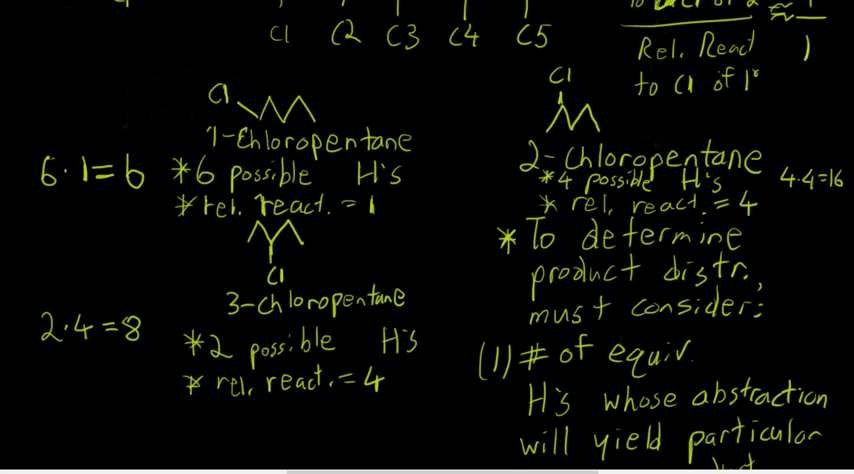 C1 C2 C3 C4 C5
Rel. React
to Cl of 1°
1
Cl
1-Chloropentane
6·1=6
*6 possible H's
*rel. react. = 1
Cl
3-chloropentane
2·4=8
*2 possible H's
* rel. react. = 4
Cl
2-Chloropentane
*4 possible H's
4·4=16
* rel. react. = 4
* To determine
product distr.,
must consider:
(1) # of equiv.
H's whose abstraction
will yield particular